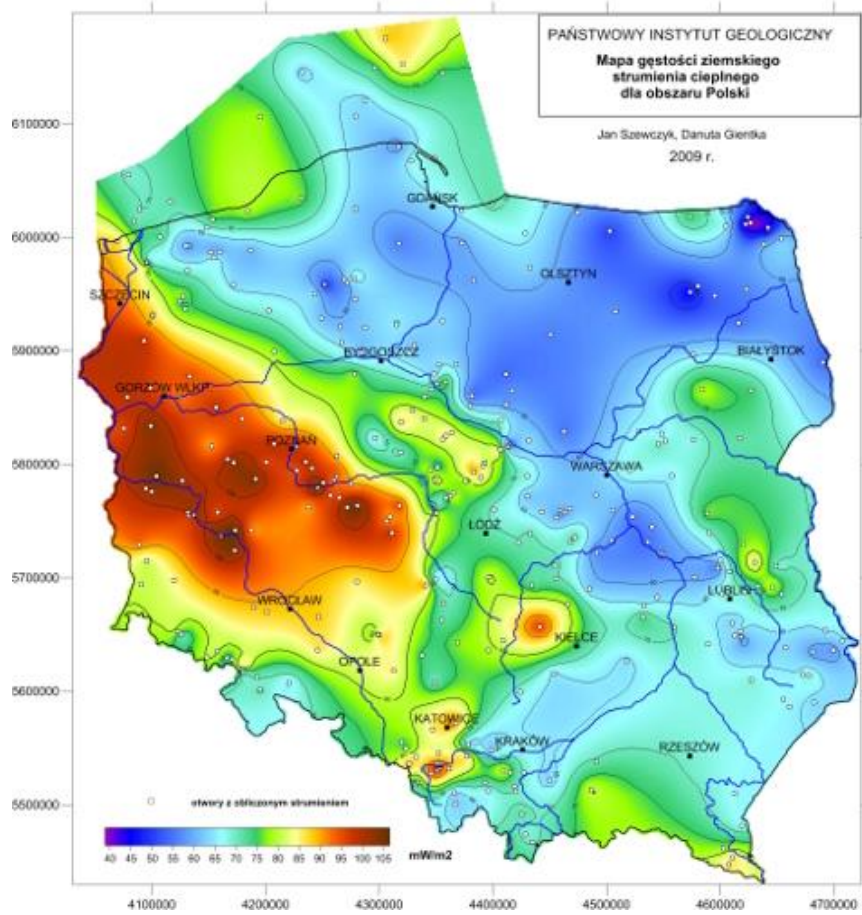 PAŃSTWOWY INSTYTUT GEOLOGICZNY
Mapa gęstości ziemskiego
strumienia cieplnego
dla obszaru Polski
Jan Szewczyk, Danuta Gientka
2009 r.
6100000
GDAŃSK
6000000
OLSZTYN
SZCZECIN
5900000
BYDGOSZCZ
BIAŁYSTOK
GORZÓW WLKP
POZNAŃ
5800000
WARSZAWA
ŁÓDŹ
5700000
LUBLIN
WROCŁAW
KIELCE
OPOLE
5600000
KATOWICE
KRAKÓW
RZESZÓW
5500000
otwory z obliczonym strumieniem
40 45 50 55 60 65 70 75 80 85 90 95 100 105
mW/m2
4100000 4200000 4300000 4400000 4500000 4600000 4700000